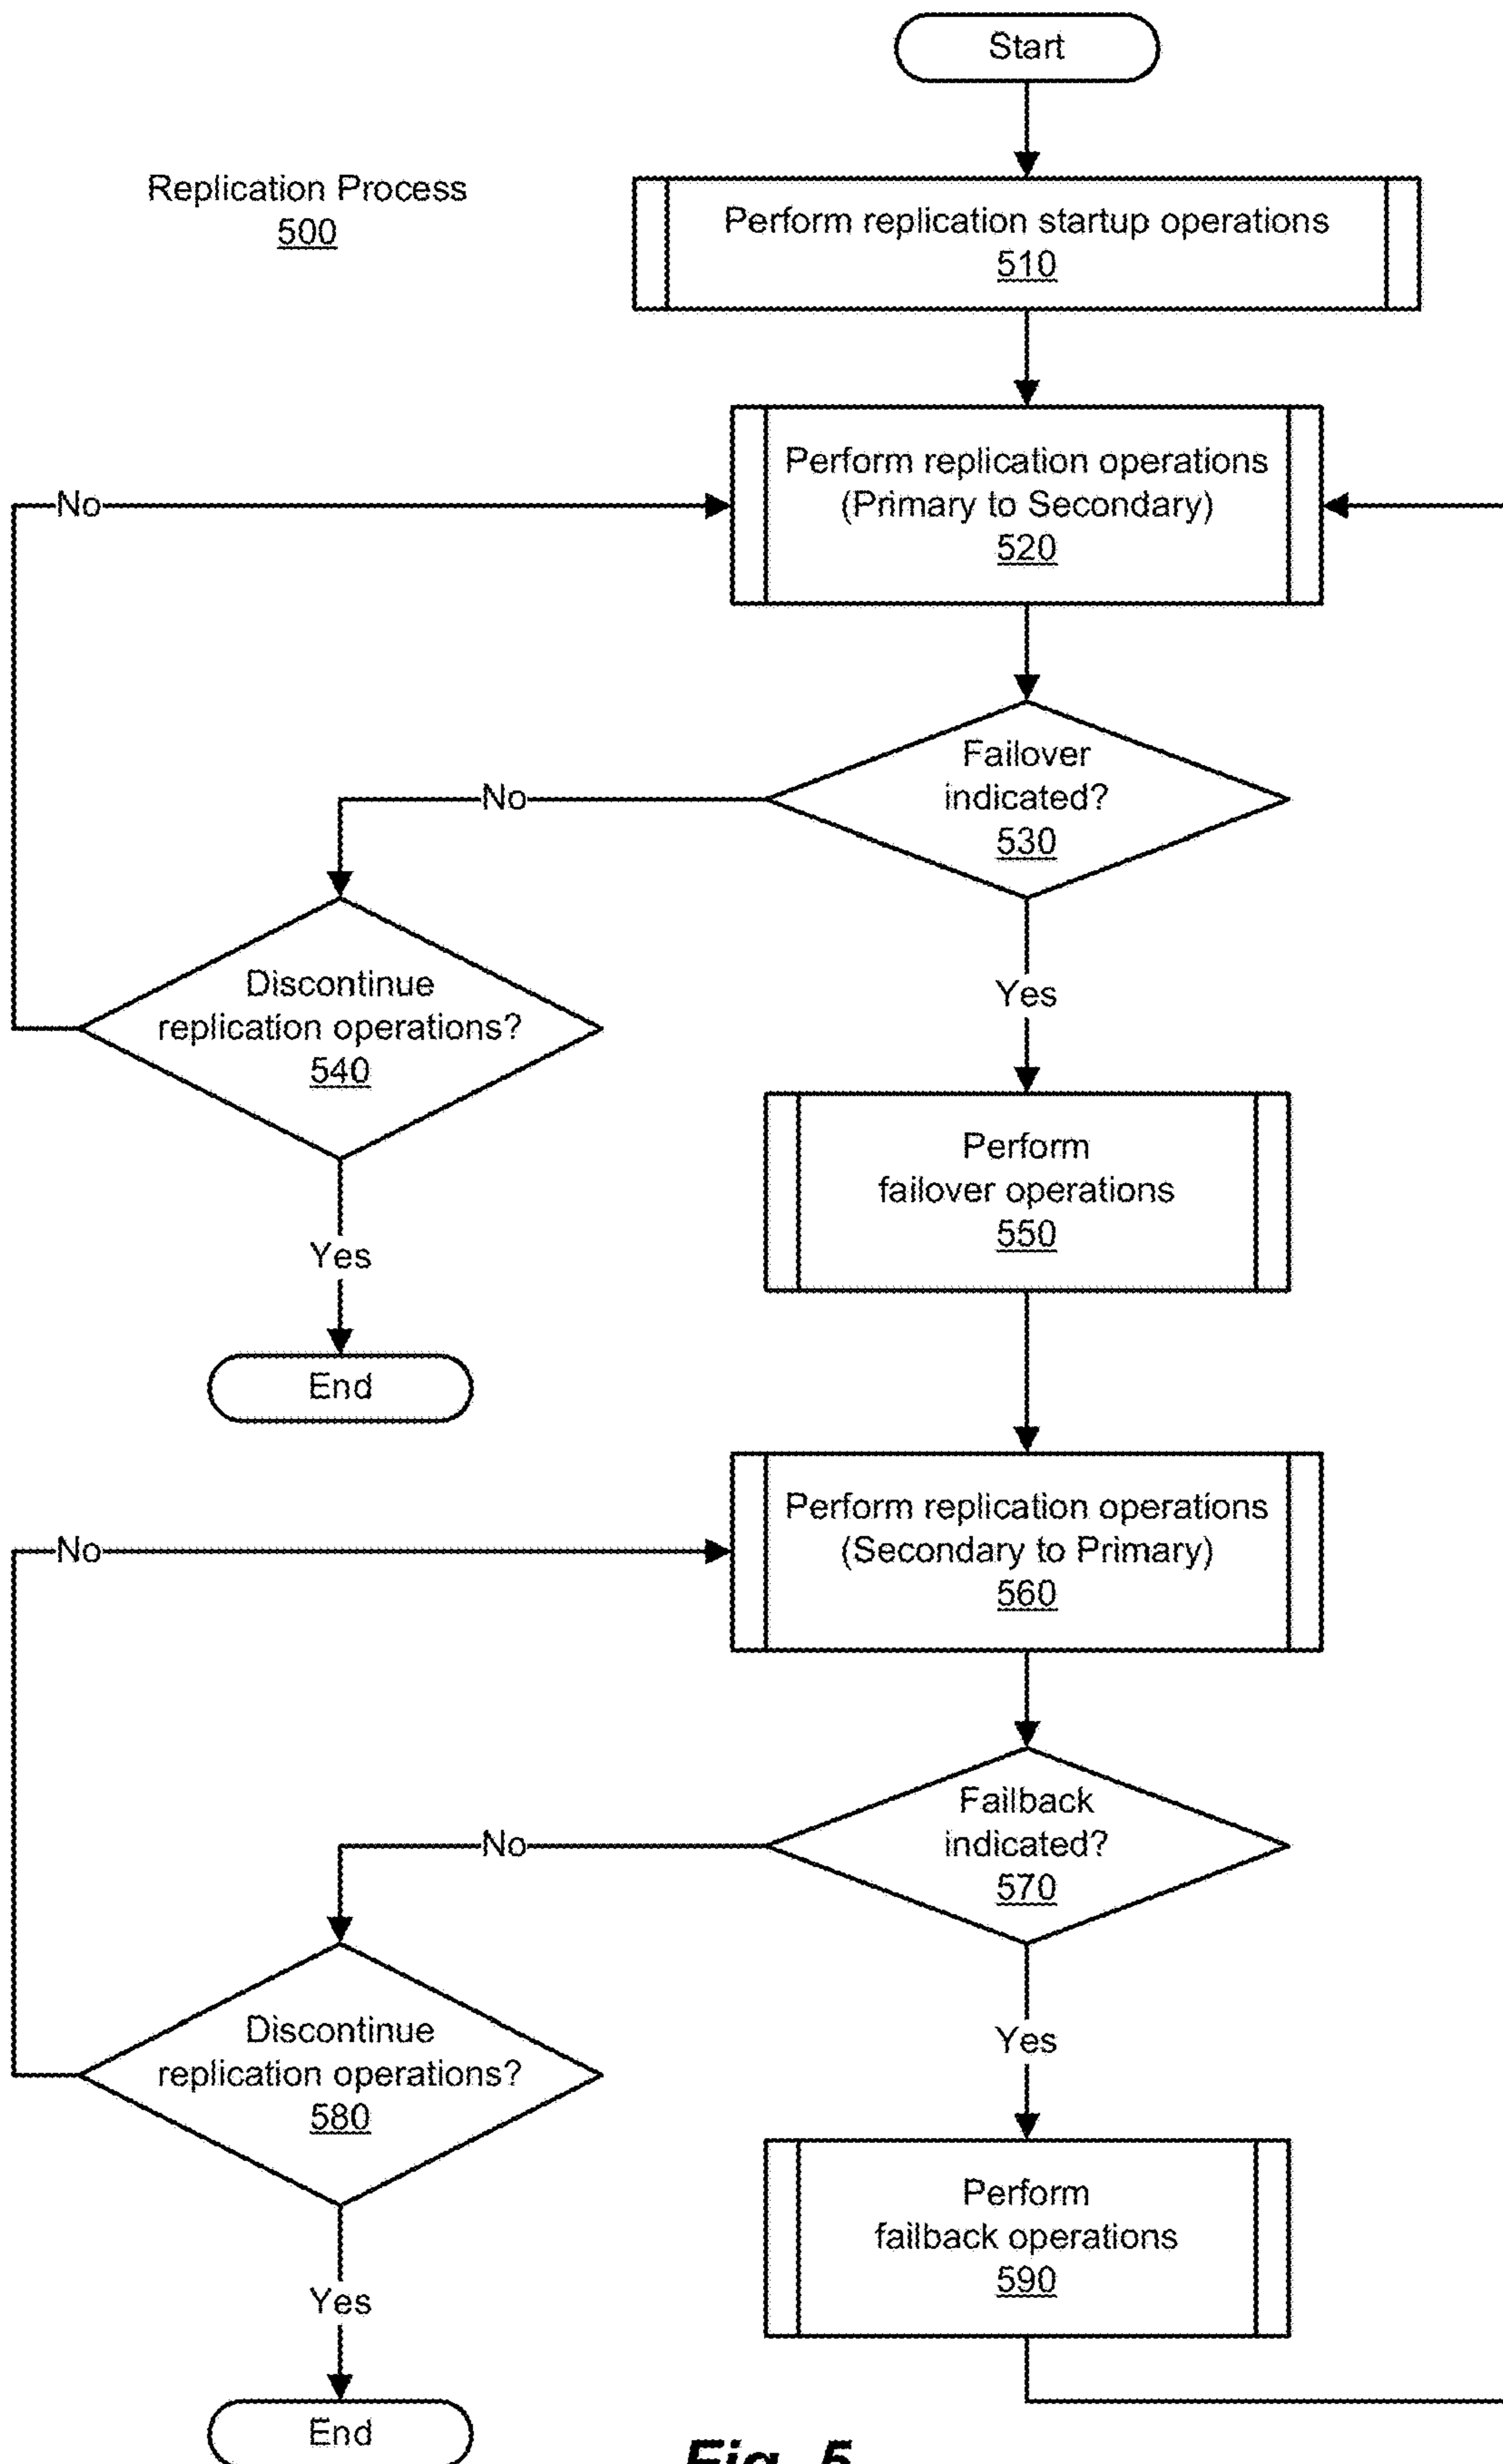 Start
Replication Process
500
Perform replication startup operations
510
Perform replication operations
(Primary to Secondary)
520
No
Failover
indicated?
530
No
Discontinue
replication operations?
540
Yes
Yes
Perform
failover operations
550
End
Perform replication operations
(Secondary to Primary)
560
No
Failback
indicated?
570
No
Discontinue
replication operations?
580
Yes
Yes
Perform
failback operations
590
End
Fig. 5